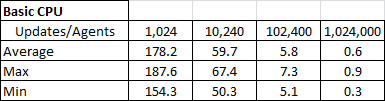 Basic CPU
Updates/Agents 1,024 10,240 102,400 1,024,000
Average 178.2 59.7 5.8 0.6
Max 187.6 67.4 7.3 0.9
Min 154.3 50.3 5.1 0.3